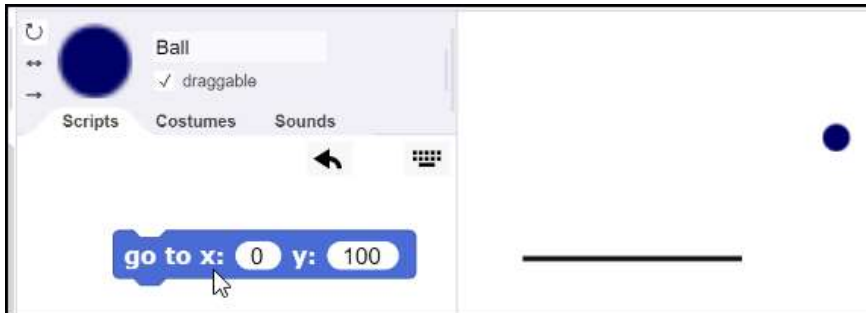 Ball
✓ draggable
Scripts Costumes Sounds
go to x: 0 y: 100